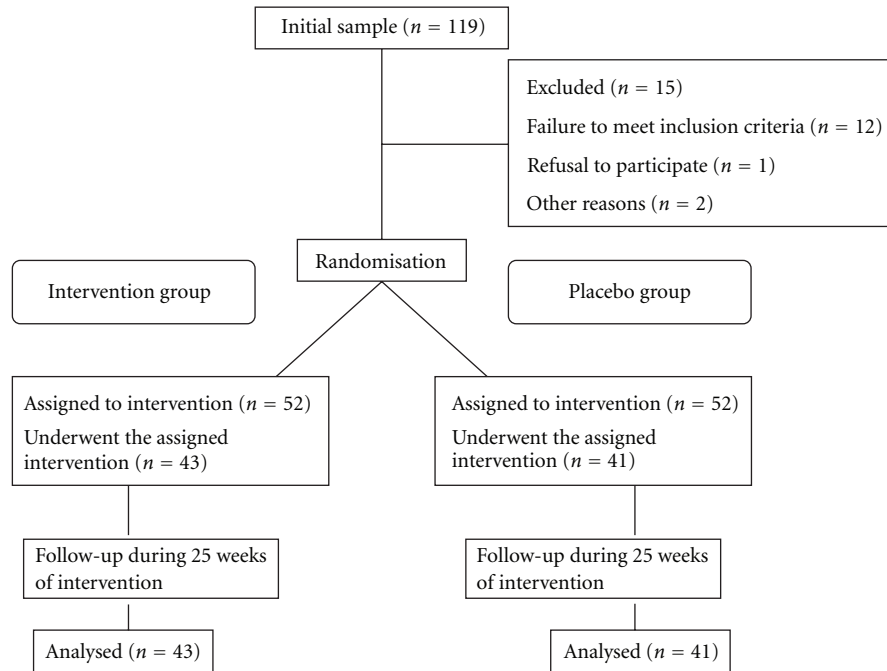 Initial sample (n = 119)
Excluded (n = 15)
Failure to meet inclusion criteria (n = 12)
Refusal to participate (n = 1)
Other reasons (n = 2)
Randomisation
Intervention group
Placebo group
Assigned to intervention (n = 52)
Underwent the assigned
intervention (n = 43)
Assigned to intervention (n = 52)
Underwent the assigned
intervention (n = 41)
Follow-up during 25 weeks
of intervention
Follow-up during 25 weeks
of intervention
Analysed (n = 43)
Analysed (n = 41)